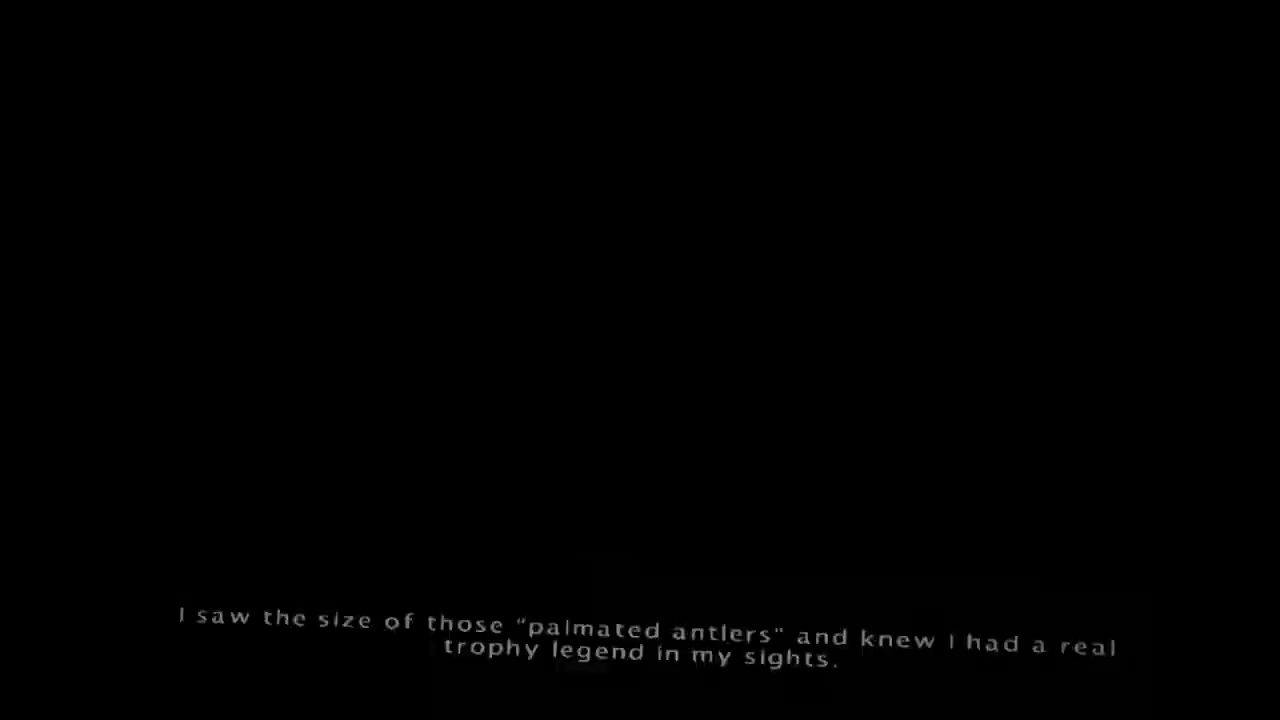 I saw the size of those "palmated antlers" and knew I had a real
trophy legend in my sights.